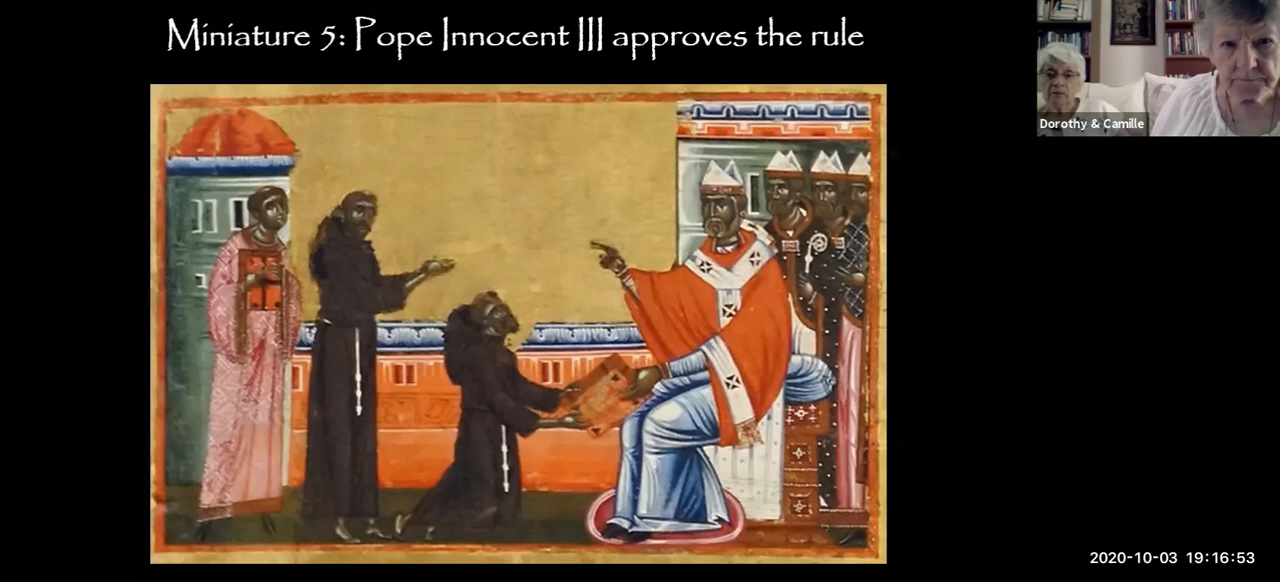 Miniature 5: Pope Innocent III approves the rule
Dorothy & Camille
2020-10-03 19:16:53